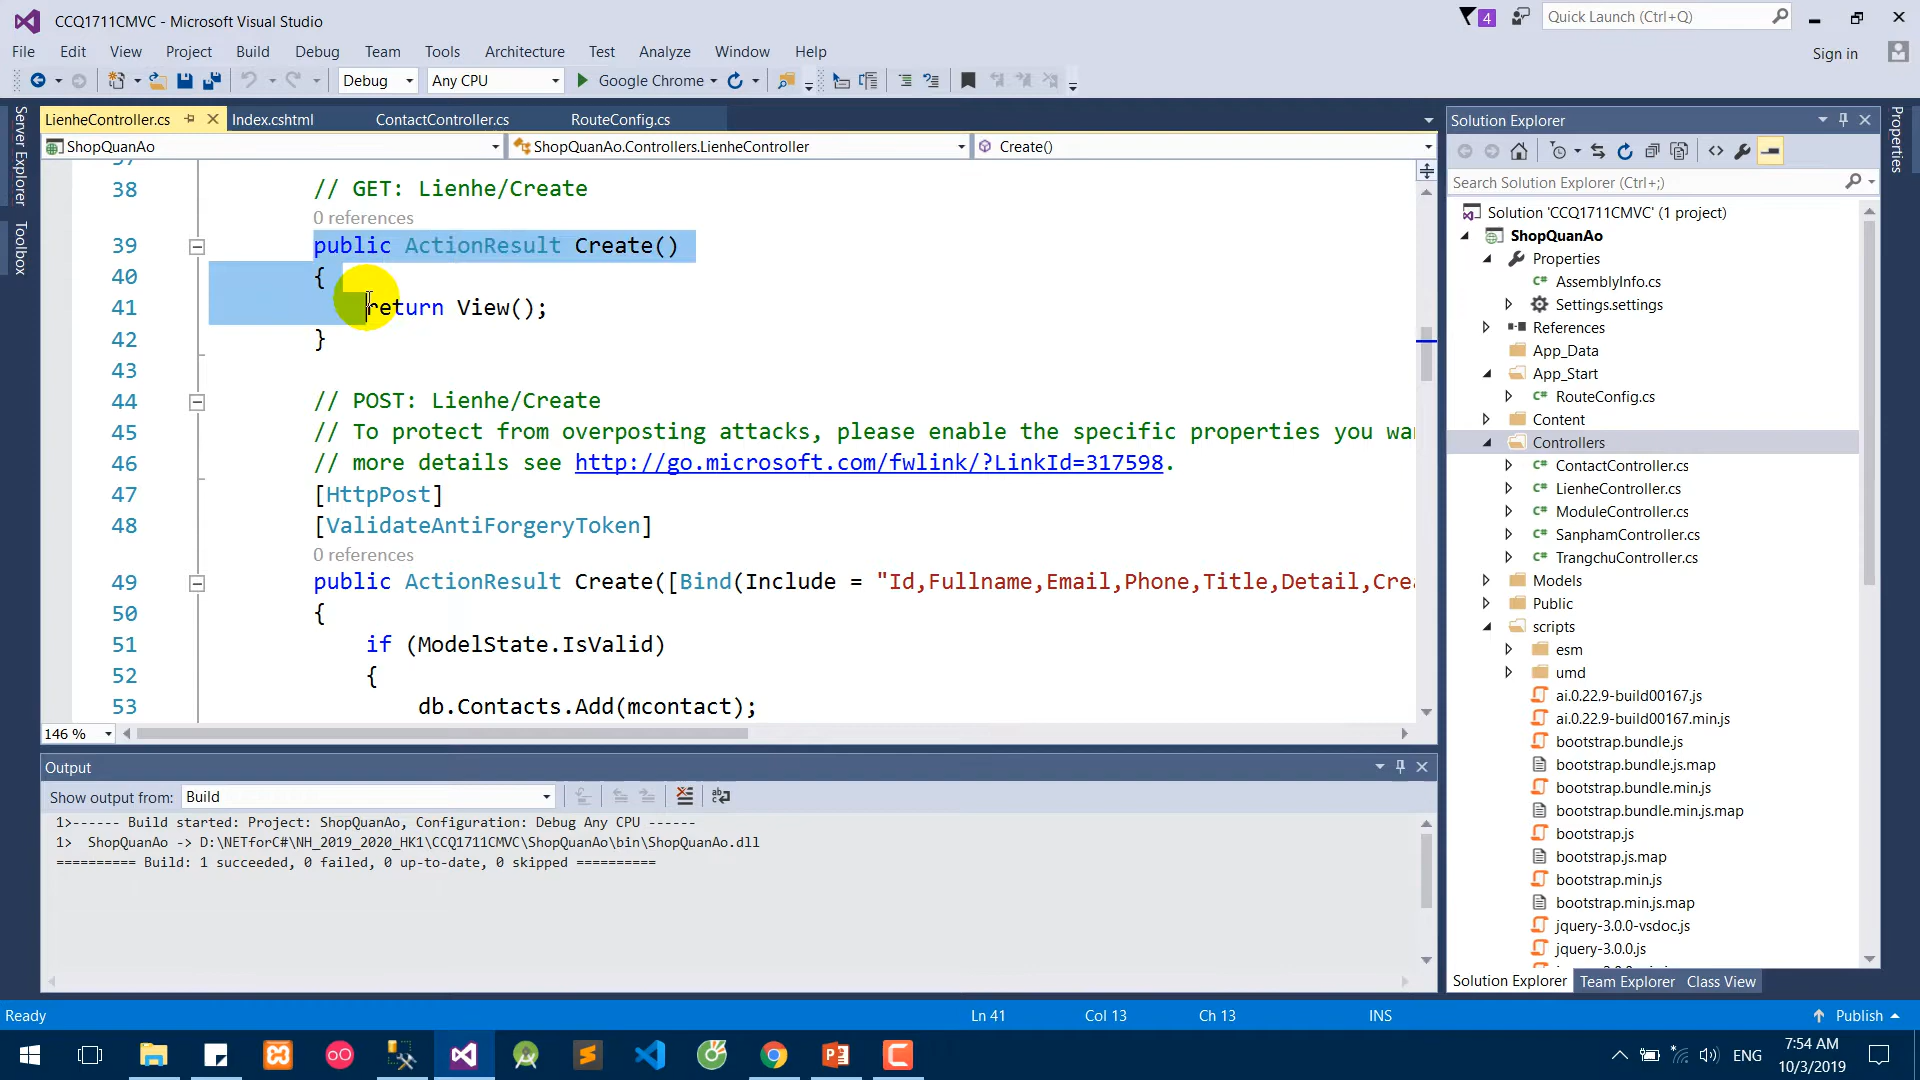 CCQ1711CMVC - Microsoft Visual Studio
4
Quick Launch (Ctrl+Q)
File Edit View Project Build Debug Team Tools Test Analyze Window Help
Sign in
Debug Any CPU Google Chrome
Server Explorer
Toolbox
LienheController.cs Index.cshtml ContactController.cs RouteConfig.cs
ShopQuanAo ShopQuanAo.Controllers.LienheController Create()
37
38 // GET: Lienhe/Create
0 references
39 public ActionResult Create()
40 {
41 return View();
42 }
43
44 // POST: Lienhe/Create
45 // To protect from overposting attacks, please enable the specific properties you wa
46 // more details see http://go.microsoft.com/fwlink/?LinkId=317598.
47 [HttpPost]
48 [ValidateAntiForgeryToken]
0 references
49 public ActionResult Create([Bind(Include = "Id,Fullname,Email,Phone,Title,Detail,Crea
50 {
51 if (ModelState.IsValid)
52 {
53 db.Contacts.Add(mcontact);
146 %
Output
Show output from: Build
1>------ Build started: Project: ShopQuanAo, Configuration: Debug Any CPU ------
1> ShopQuanAo -> D:\NETforC#\NH_2019_2020_HK1\CCQ1711CMVC\ShopQuanAo\bin\ShopQuanAo.dll
========== Build: 1 succeeded, 0 failed, 0 up-to-date, 0 skipped ==========
Solution Explorer
Search Solution Explorer (Ctrl+;)
Solution 'CCQ1711CMVC' (1 project)
ShopQuanAo
Properties
AssemblyInfo.cs
Settings.settings
References
App_Data
App_Start
RouteConfig.cs
Content
Controllers
ContactController.cs
LienheController.cs
ModuleController.cs
SanphamController.cs
TrangchuController.cs
Models
Public
scripts
esm
umd
ai.0.22.9-build00167.js
ai.0.22.9-build00167.min.js
bootstrap.bundle.js
bootstrap.bundle.js.map
bootstrap.bundle.min.js
bootstrap.bundle.min.js.map
bootstrap.js
bootstrap.js.map
bootstrap.min.js
bootstrap.min.js.map
jquery-3.0.0-vsdoc.js
jquery-3.0.0.js
Solution Explorer Team Explorer Class View
Properties
Ready Ln 41 Col 13 Ch 13 INS Publish
ENG
7:54 AM
10/3/2019